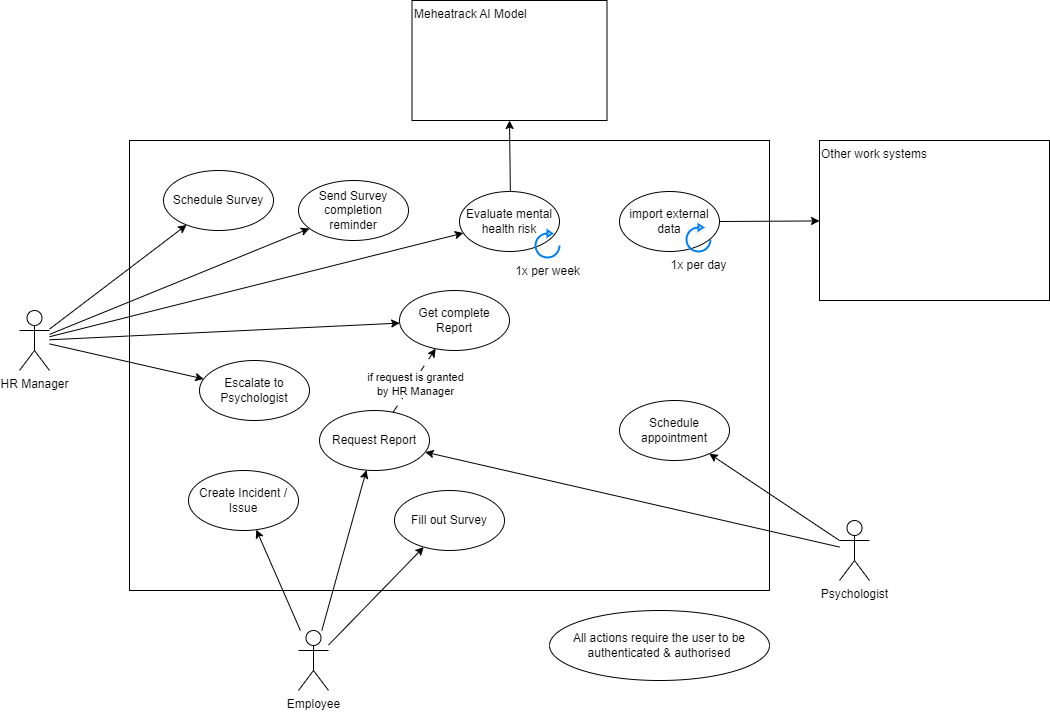 Meheatrack AI Model
Other work systems
Schedule Survey
Send Survey
completion
reminder
Evaluate mental
health risk
1x per week
import external
data
1x per day
Get complete
Report
HR Manager
if request is granted
by HR Manager
Escalate to
Psychologist
Request Report
Schedule
appointment
Create Incident /
Issue
Fill out Survey
Psychologist
All actions require the user to be
authenticated & authorised
Employee